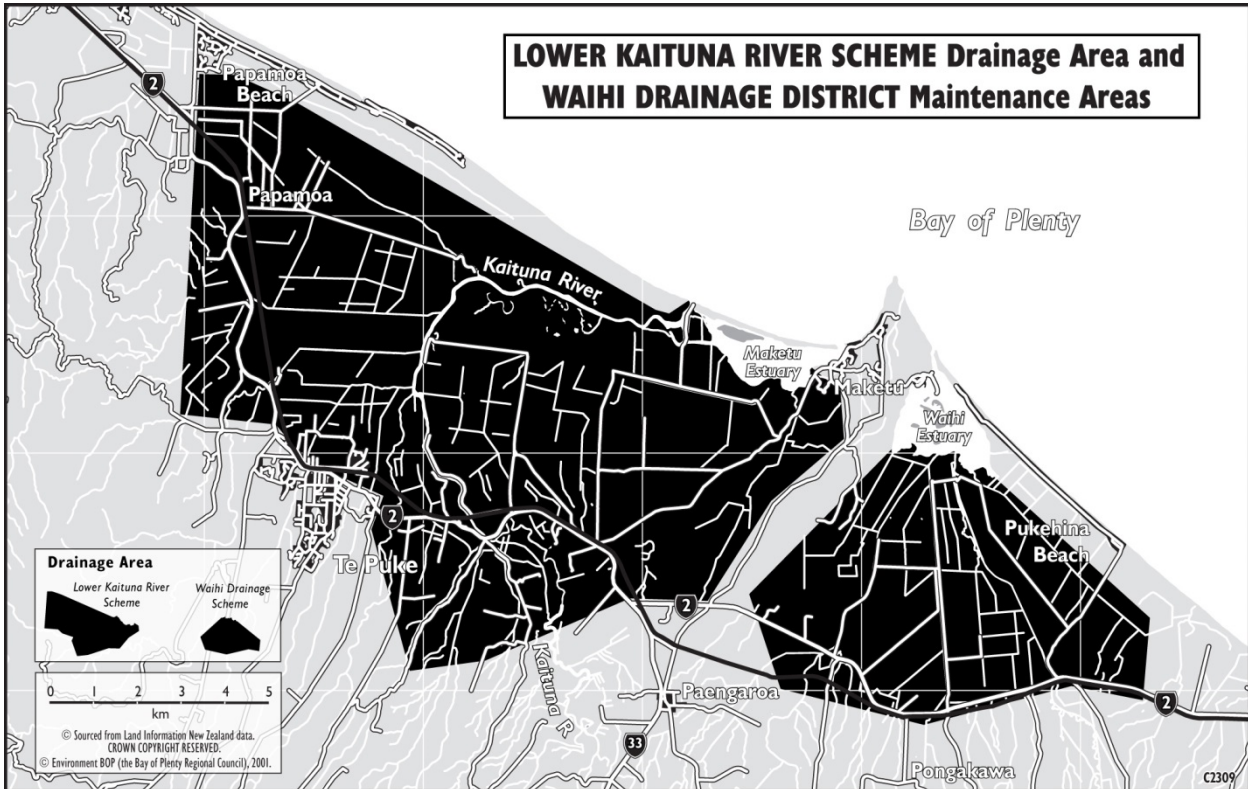 LOWER KAITUNA RIVER SCHEME Drainage Area and
WAIHI DRAINAGE DISTRICT Maintenance Areas
2
Papamoa
Beach
Papamoa
Bay of Plenty
Kaituna River
Maketu
Estuary
Maketu
Waihi
Estuary
Pukehina
Beach
2
Te Puke
2
Kaituna R.
Paengaroa
2
33
Pongakawa
Drainage Area
Lower Kaituna River
Scheme
Waihi Drainage
Scheme
0 1 2 3 4 5
km
© Sourced from Land Information New Zealand data.
CROWN COPYRIGHT RESERVED.
© Environment BOP (the Bay of Plenty Regional Council), 2001.
C2309